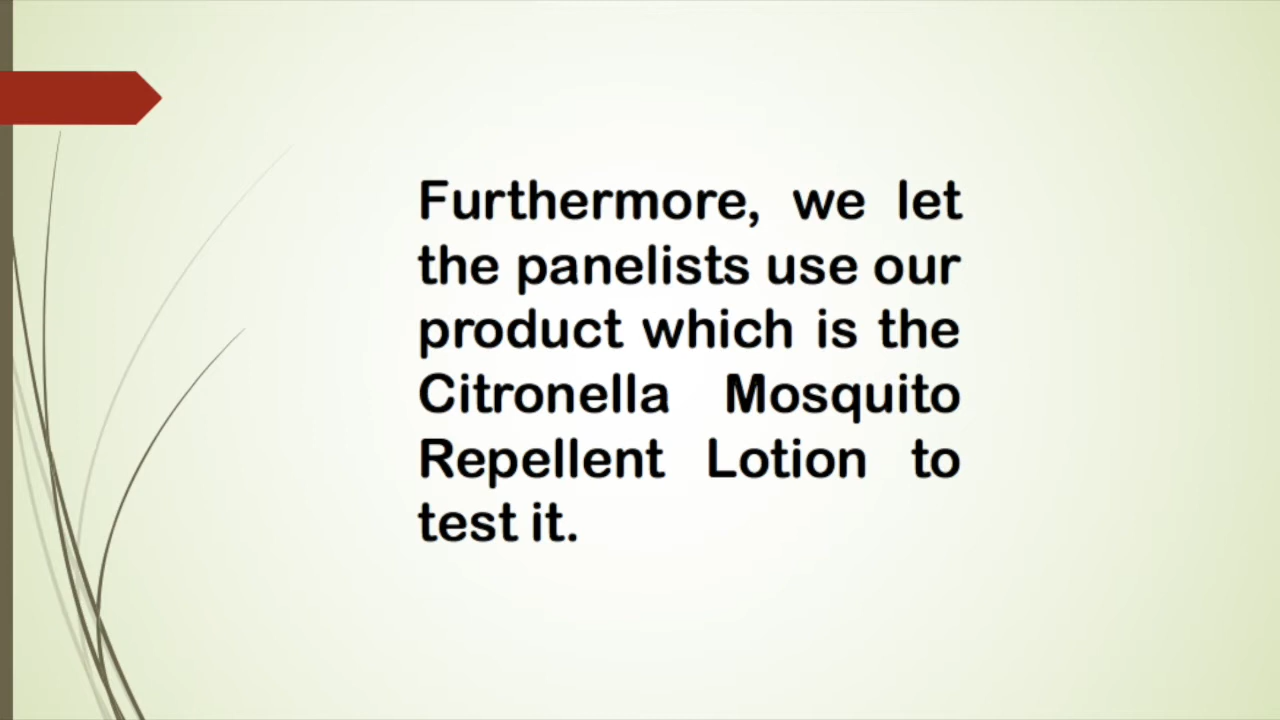 Furthermore, we let
the panelists use our
product which is the
Citronella Mosquito
Repellent Lotion to
test it.